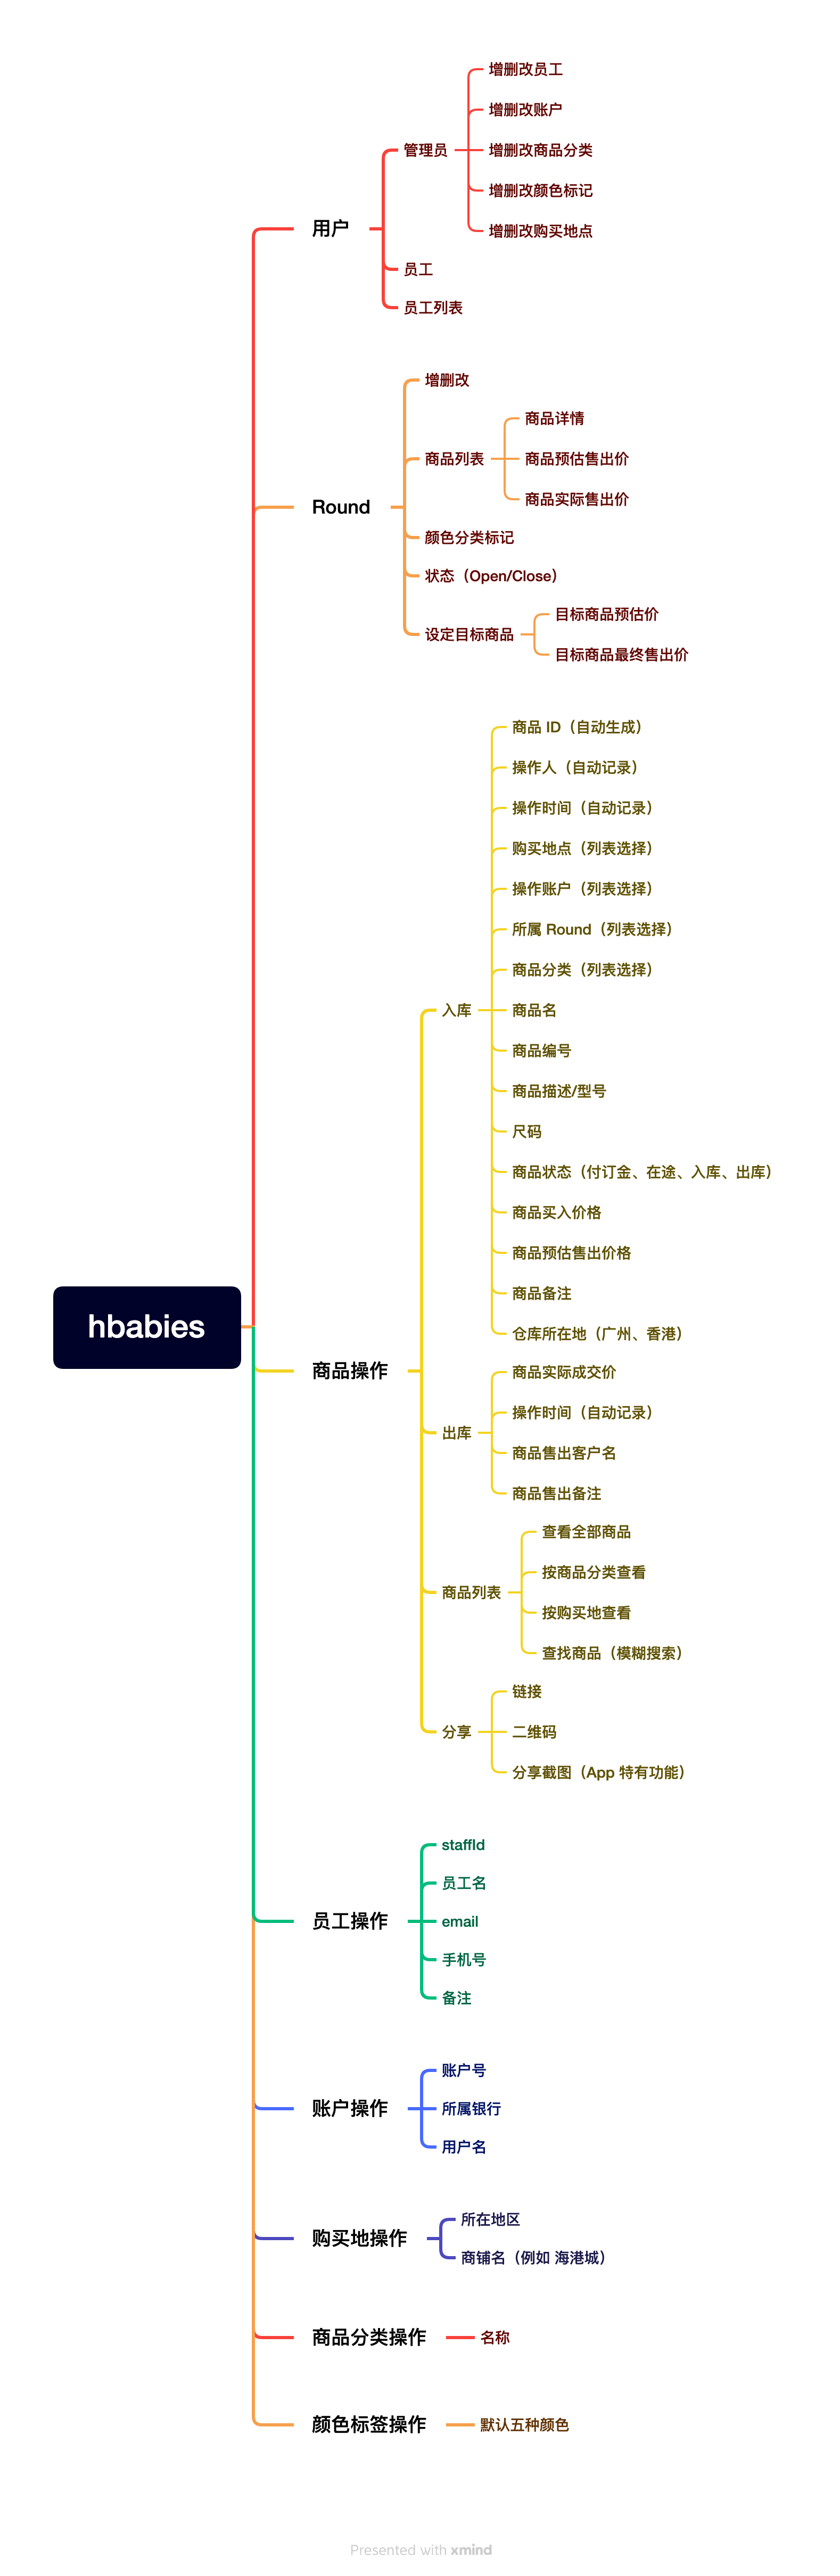 增删改员工
增删改账户
管理员
增删改商品分类
增删改颜色标记
增删改购买地点
用户
员工
员工列表
增删改
商品详情
商品列表
商品预估售出价
商品实际售出价
Round
颜色分类标记
状态（Open/Close）
目标商品预估价
设定目标商品
目标商品最终售出价
商品 ID（自动生成）
操作人（自动记录）
操作时间（自动记录）
购买地点（列表选择）
操作账户（列表选择）
所属 Round（列表选择）
商品分类（列表选择）
入库
商品名
商品编号
商品描述/型号
尺码
商品状态（付订金、在途、入库、出库）
商品买入价格
商品预估售出价格
商品备注
仓库所在地（广州、香港）
hbabies
商品操作
商品实际成交价
操作时间（自动记录）
出库
商品售出客户名
商品售出备注
查看全部商品
按商品分类查看
商品列表
按购买地查看
查找商品（模糊搜索）
链接
分享
二维码
分享截图（App 特有功能）
staffId
员工名
员工操作
email
手机号
备注
账户号
账户操作
所属银行
用户名
所在地区
购买地操作
商铺名（例如 海港城）
商品分类操作
名称
颜色标签操作
默认五种颜色
Presented with xmind